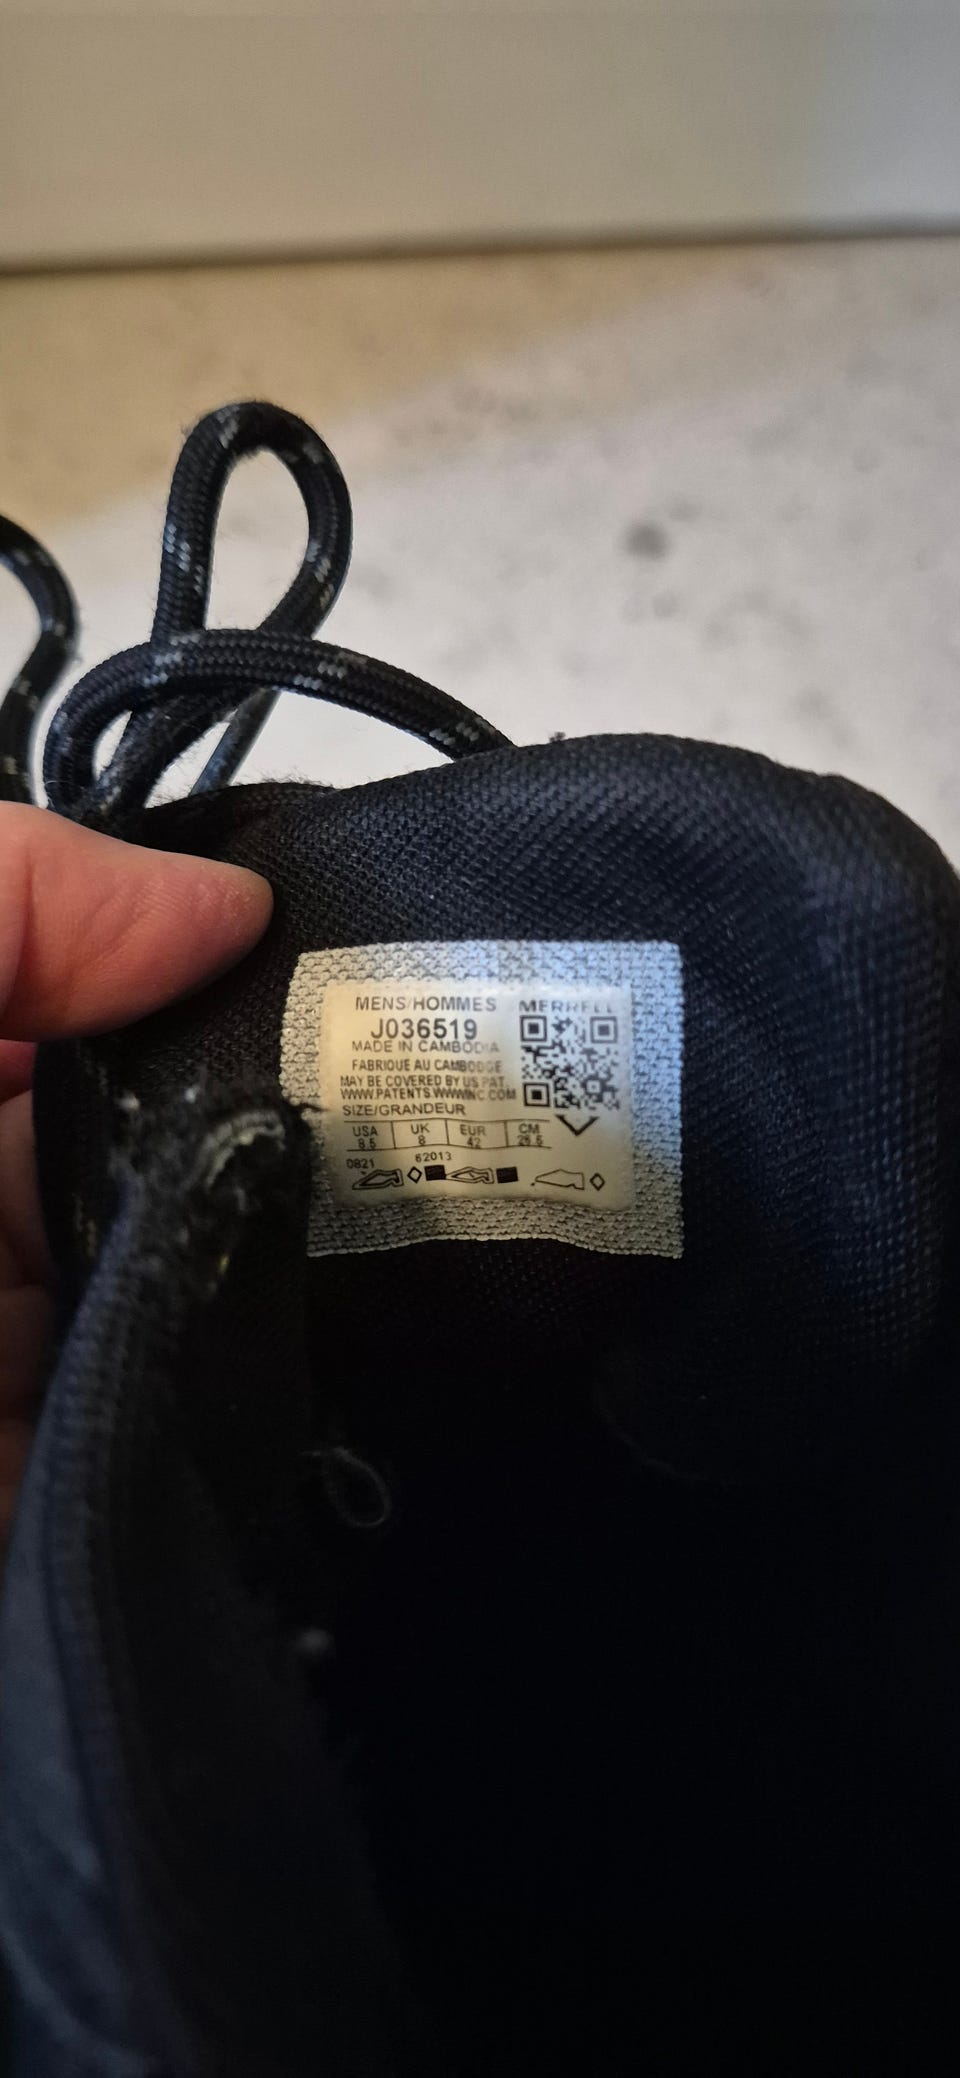 MENS/HOMMES MERRELL
J036519
MADE IN CAMBODIA
FABRIQUE AU CAMBODGE
MAY BE COVERED BY US PAT.
WWW.PATENTS.WWWINC.COM
SIZE/GRANDEUR
USA UK EUR CM
8.5 8 42 26.5
0821 62013